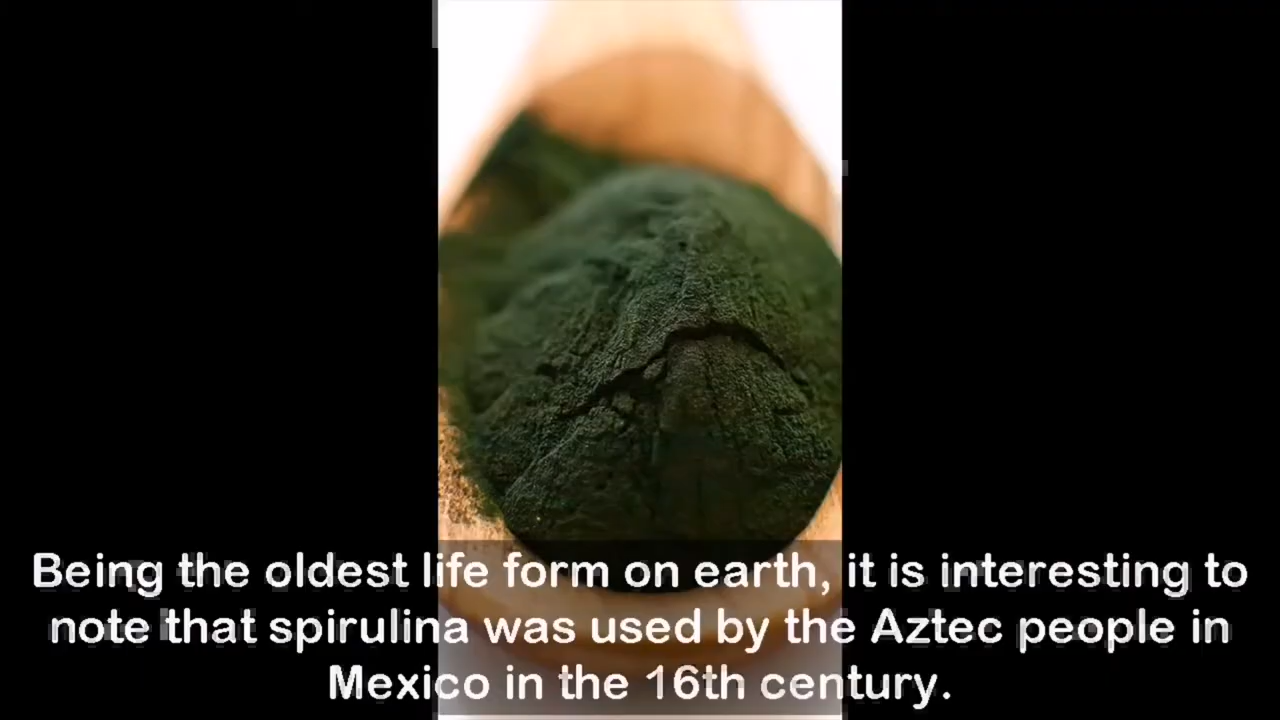 Being the oldest life form on earth, it is interesting to
note that spirulina was used by the Aztec people in
Mexico in the 16th century.